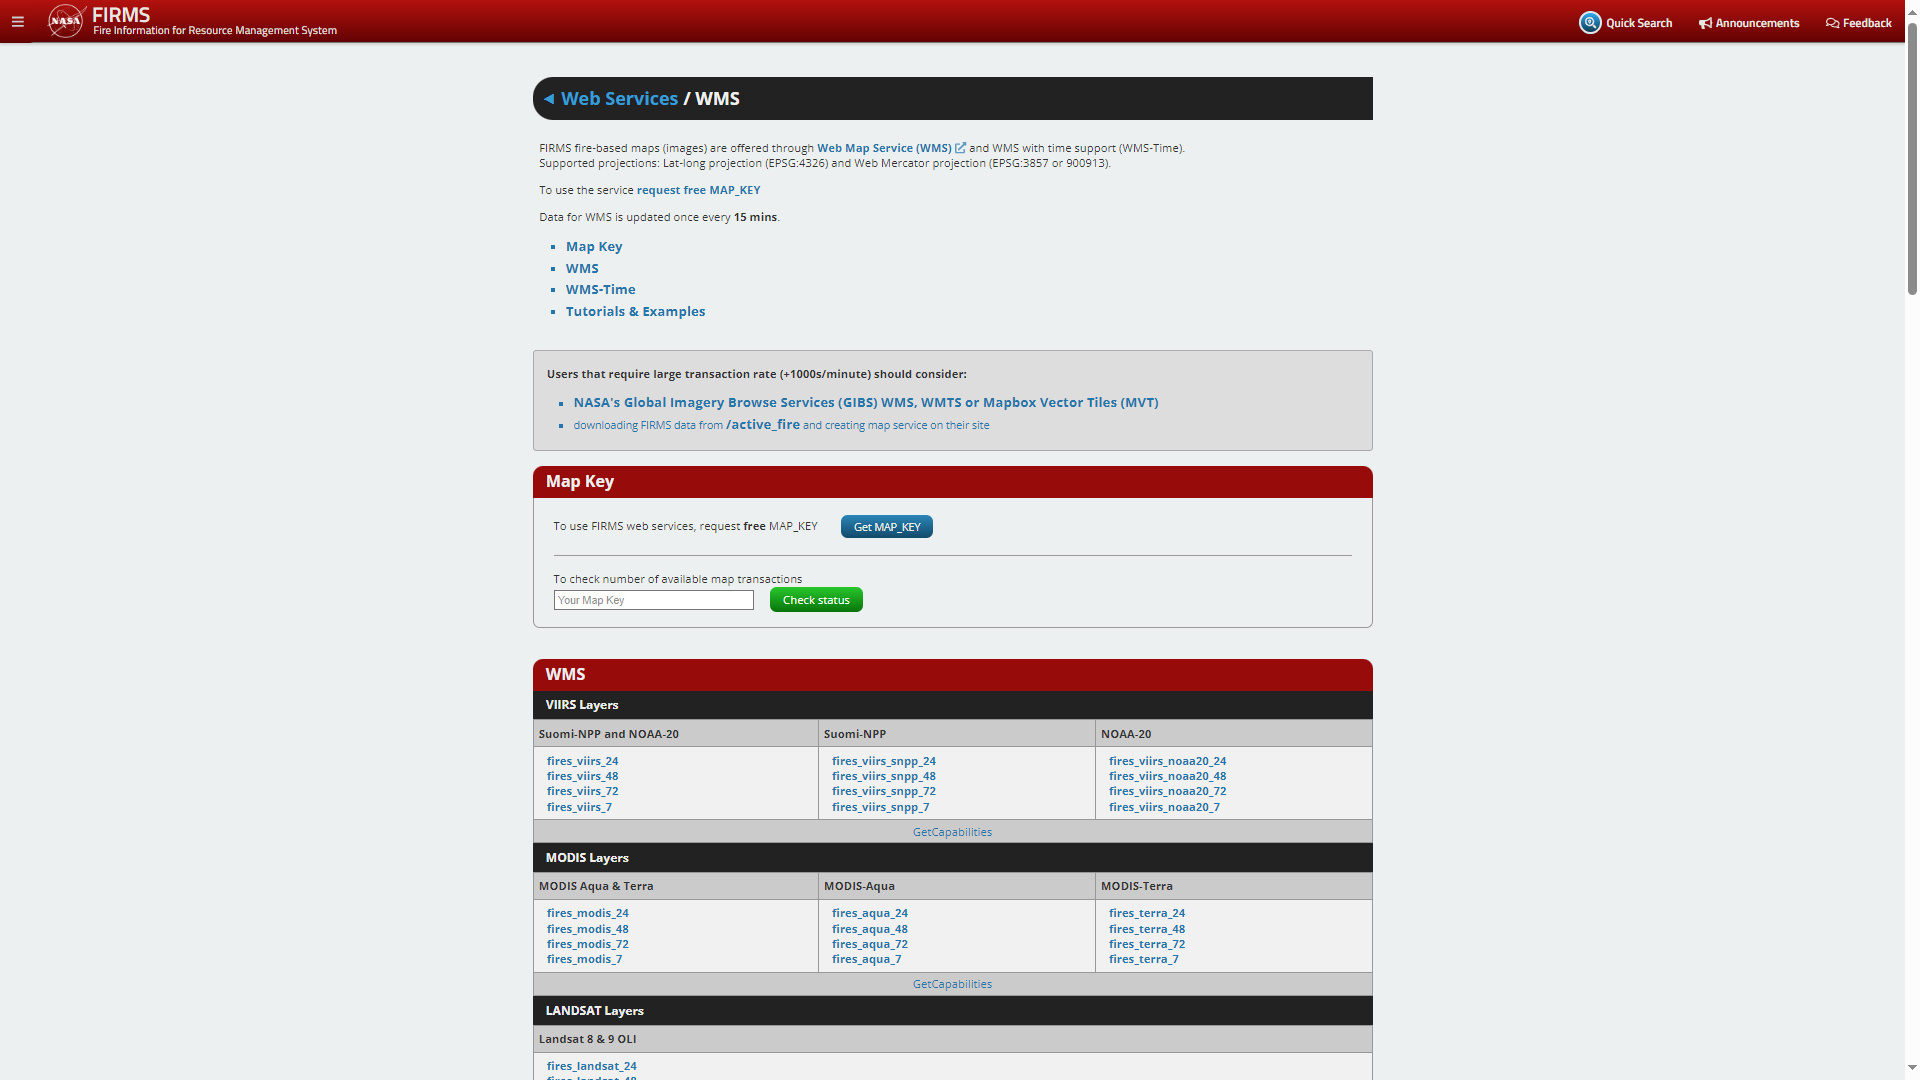 NASA
FIRMS
Fire Information for Resource Management System
Quick Search
Announcements
Feedback
Web Services / WMS
FIRMS fire-based maps (images) are offered through Web Map Service (WMS) and WMS with time support (WMS-Time).
Supported projections: Lat-long projection (EPSG:4326) and Web Mercator projection (EPSG:3857 or 900913).
To use the service request free MAP_KEY
Data for WMS is updated once every 15 mins.
Map Key
WMS
WMS-Time
Tutorials & Examples
Users that require large transaction rate (+1000s/minute) should consider:
NASA's Global Imagery Browse Services (GIBS) WMS, WMTS or Mapbox Vector Tiles (MVT)
downloading FIRMS data from /active_fire and creating map service on their site
Map Key
To use FIRMS web services, request free MAP_KEY
Get MAP_KEY
To check number of available map transactions
Your Map Key
Check status
WMS
VIIRS Layers
Suomi-NPP and NOAA-20
Suomi-NPP
NOAA-20
fires_viirs_24
fires_viirs_48
fires_viirs_72
fires_viirs_7
fires_viirs_snpp_24
fires_viirs_snpp_48
fires_viirs_snpp_72
fires_viirs_snpp_7
fires_viirs_noaa20_24
fires_viirs_noaa20_48
fires_viirs_noaa20_72
fires_viirs_noaa20_7
GetCapabilities
MODIS Layers
MODIS Aqua & Terra
MODIS-Aqua
MODIS-Terra
fires_modis_24
fires_modis_48
fires_modis_72
fires_modis_7
fires_aqua_24
fires_aqua_48
fires_aqua_72
fires_aqua_7
fires_terra_24
fires_terra_48
fires_terra_72
fires_terra_7
GetCapabilities
LANDSAT Layers
Landsat 8 & 9 OLI
fires_landsat_24